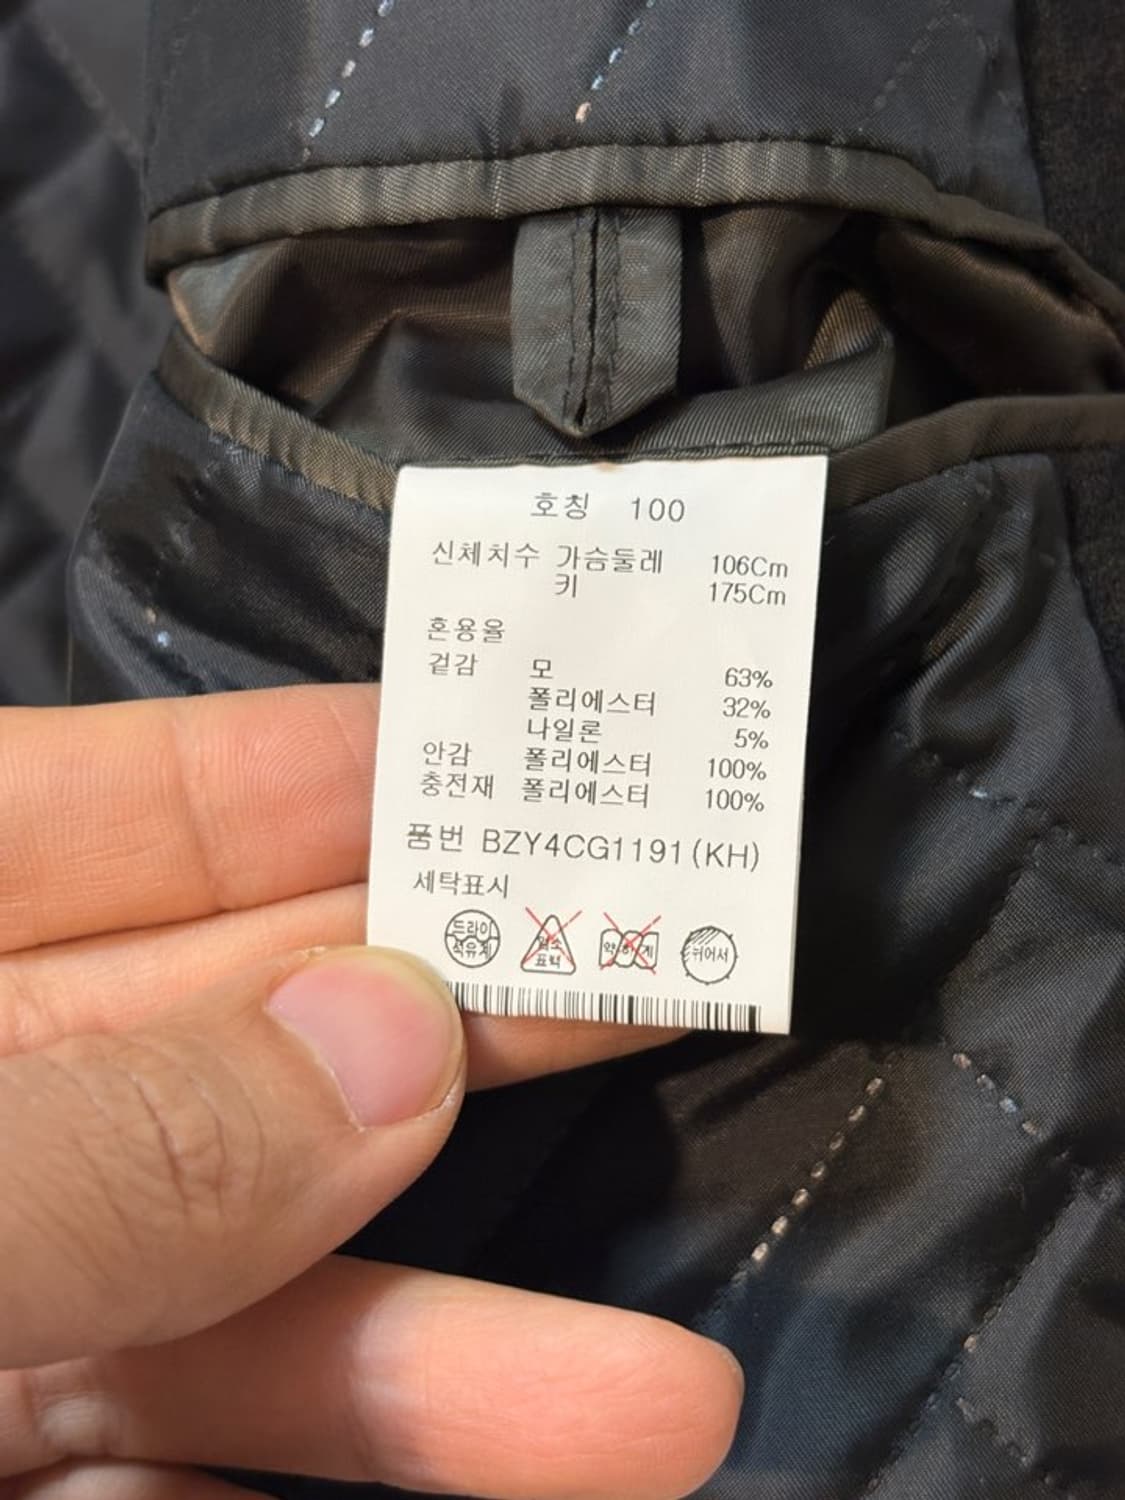 호칭 100
신체치수 가슴둘레 106Cm
키 175Cm
혼용율
겉감 모 63%
폴리에스터 32%
나일론 5%
안감 폴리에스터 100%
충전재 폴리에스터 100%
품번 BZY4CG1191(KH)
세탁표시
드라이 염소 약하게 뉘어서
석유계 표백